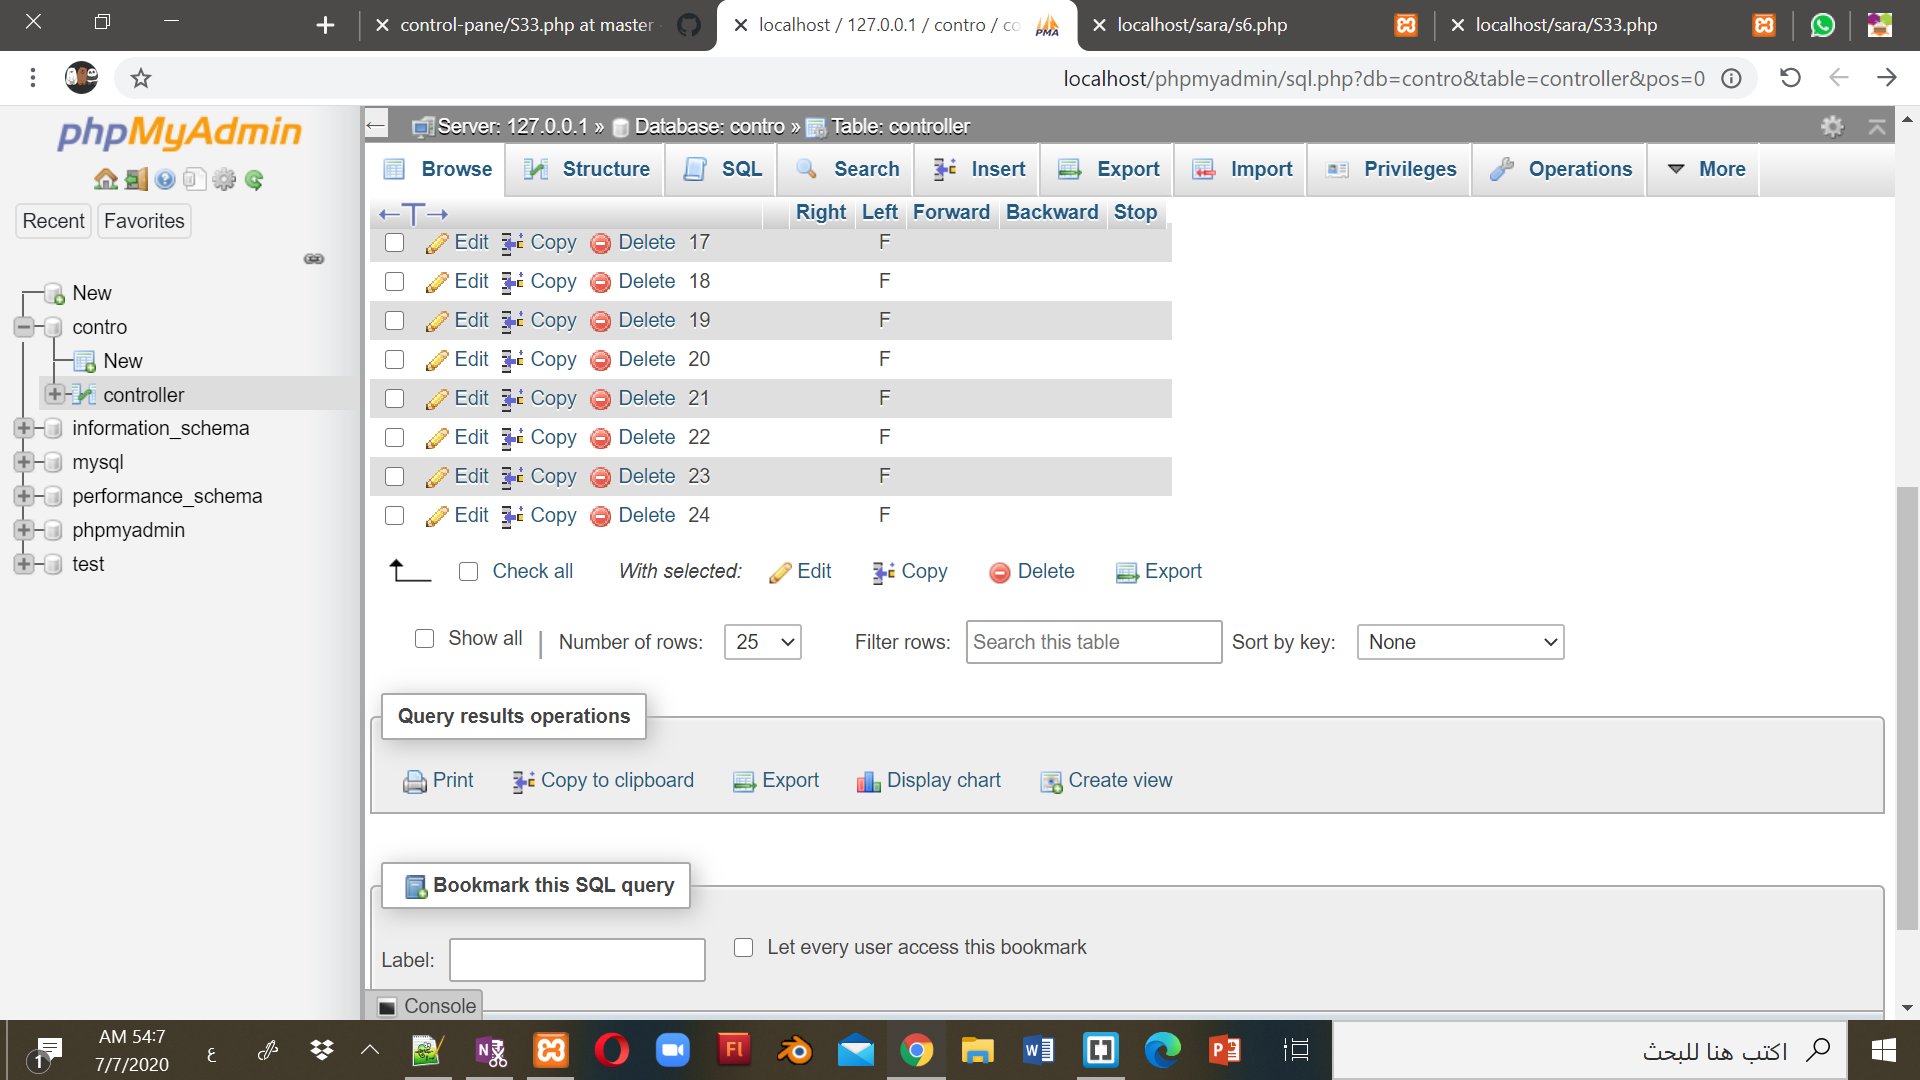 control-pane/S33.php at master
localhost / 127.0.0.1 / contro / co
PMA
localhost/sara/s6.php
localhost/sara/S33.php
localhost/phpmyadmin/sql.php?db=contro&table=controller&pos=0
phpMyAdmin
Recent Favorites
New
contro
New
controller
information_schema
mysql
performance_schema
phpmyadmin
test
Server: 127.0.0.1 » Database: contro » Table: controller
Browse Structure SQL Search Insert Export Import Privileges Operations More
←T→ Right Left Forward Backward Stop
Edit Copy Delete 17 F
Edit Copy Delete 18 F
Edit Copy Delete 19 F
Edit Copy Delete 20 F
Edit Copy Delete 21 F
Edit Copy Delete 22 F
Edit Copy Delete 23 F
Edit Copy Delete 24 F
Check all With selected: Edit Copy Delete Export
Show all | Number of rows: 25 Filter rows: Search this table Sort by key: None
Query results operations
Print Copy to clipboard Export Display chart Create view
Bookmark this SQL query
Label: Let every user access this bookmark
Console
1
AM 54:7
7/7/2020
ع
N
Fl
W
P
اكتب هنا للبحث